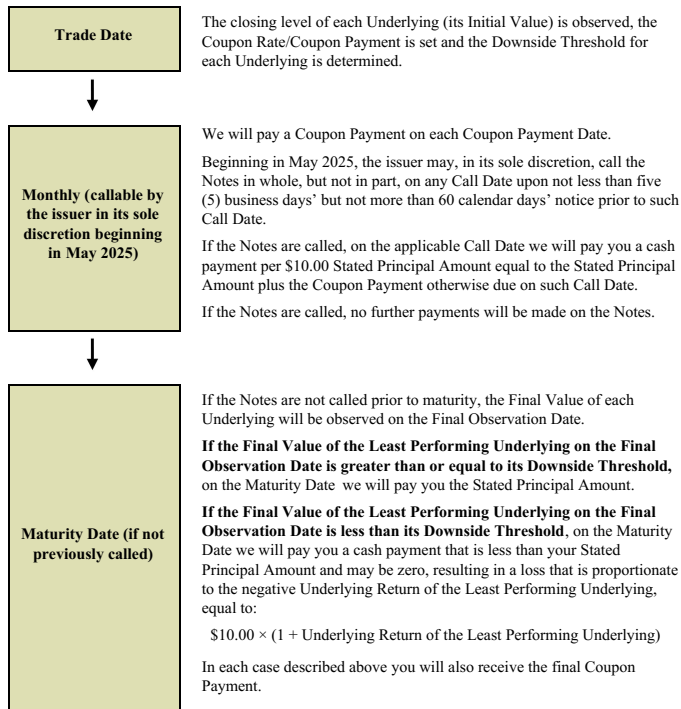 Trade Date
The closing level of each Underlying (its Initial Value) is observed, the
Coupon Rate/Coupon Payment is set and the Downside Threshold for
each Underlying is determined.
Monthly (callable by
the issuer in its sole
discretion beginning
in May 2025)
We will pay a Coupon Payment on each Coupon Payment Date.
Beginning in May 2025, the issuer may, in its sole discretion, call the
Notes in whole, but not in part, on any Call Date upon not less than five
(5) business days’ but not more than 60 calendar days’ notice prior to such
Call Date.
If the Notes are called, on the applicable Call Date we will pay you a cash
payment per $10.00 Stated Principal Amount equal to the Stated Principal
Amount plus the Coupon Payment otherwise due on such Call Date.
If the Notes are called, no further payments will be made on the Notes.
Maturity Date (if not
previously called)
If the Notes are not called prior to maturity, the Final Value of each
Underlying will be observed on the Final Observation Date.
If the Final Value of the Least Performing Underlying on the Final
Observation Date is greater than or equal to its Downside Threshold,
on the Maturity Date we will pay you the Stated Principal Amount.
If the Final Value of the Least Performing Underlying on the Final
Observation Date is less than its Downside Threshold, on the Maturity
Date we will pay you a cash payment that is less than your Stated
Principal Amount and may be zero, resulting in a loss that is proportionate
to the negative Underlying Return of the Least Performing Underlying,
equal to:
$10.00 × (1 + Underlying Return of the Least Performing Underlying)
In each case described above you will also receive the final Coupon
Payment.